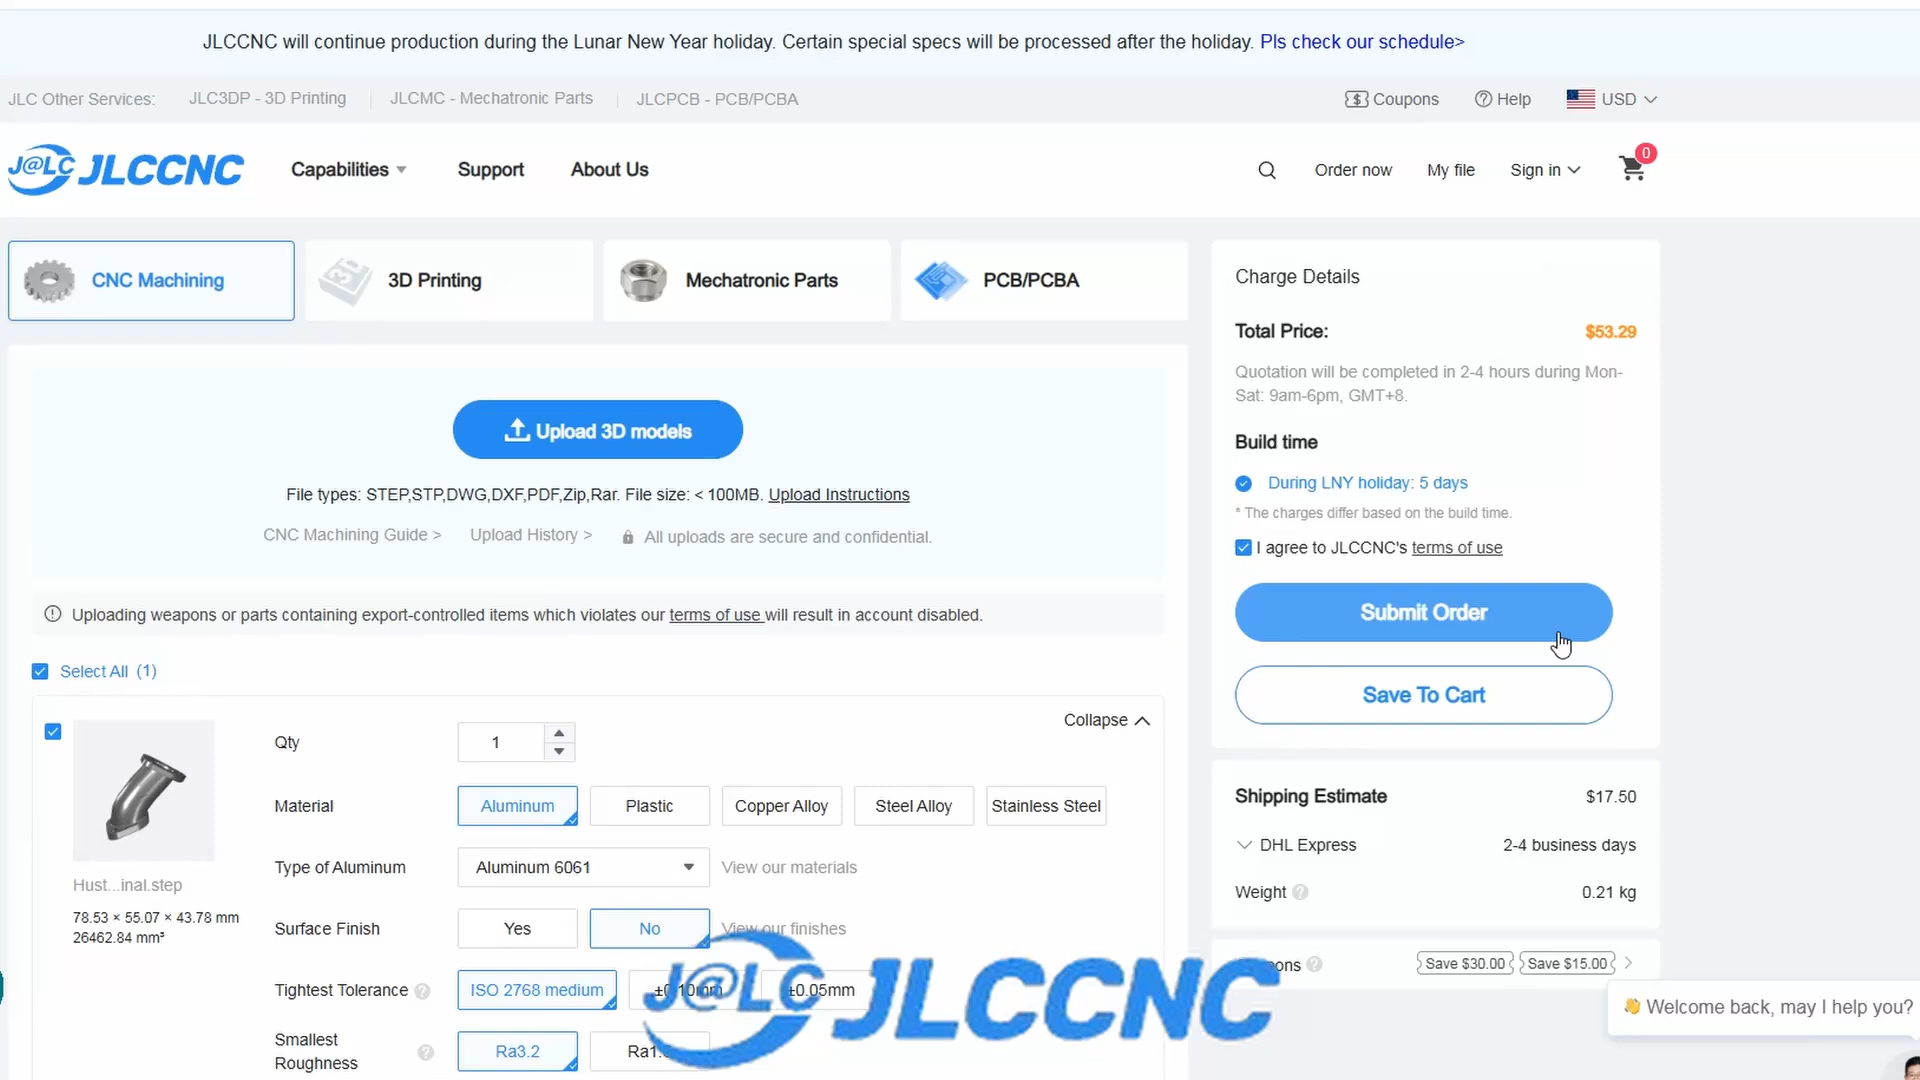 JLCCNC will continue production during the Lunar New Year holiday. Certain special specs will be processed after the holiday. Pls check our schedule>
JLC Other Services: JLC3DP - 3D Printing JLCMC - Mechatronic Parts JLCPCB - PCB/PCBA Coupons Help USD
J@LC JLCCNC Capabilities Support About Us Order now My file Sign in 0
CNC Machining 3D Printing Mechatronic Parts PCB/PCBA
Upload 3D models
File types: STEP,STP,DWG,DXF,PDF,Zip,Rar. File size: < 100MB. Upload Instructions
CNC Machining Guide > Upload History > All uploads are secure and confidential.
Uploading weapons or parts containing export-controlled items which violates our terms of use will result in account disabled.
Select All (1)
Collapse
Qty 1
Material Aluminum Plastic Copper Alloy Steel Alloy Stainless Steel
Type of Aluminum Aluminum 6061 View our materials
Hust...inal.step
78.53 × 55.07 × 43.78 mm
26462.84 mm³
Surface Finish Yes No View our finishes
Tightest Tolerance ISO 2768 medium ±0.05mm
Smallest
Roughness
Ra3.2
Charge Details
Total Price: $53.29
Quotation will be completed in 2-4 hours during Mon-
Sat: 9am-6pm, GMT+8.
Build time
During LNY holiday: 5 days
* The charges differ based on the build time.
I agree to JLCCNC's terms of use
Submit Order
Save To Cart
Shipping Estimate $17.50
DHL Express 2-4 business days
Weight 0.21 kg
Save $30.00 Save $15.00
👋 Welcome back, may I help you?
J@LC JLCCNC